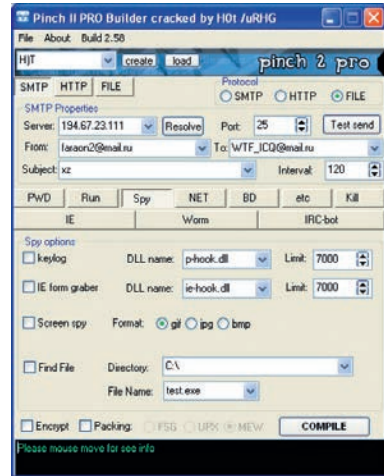 Pinch II PRO Builder cracked by H0t /uRHG
File About Build 2.58
HJT create load pinch 2 pro
SMTP HTTP FILE Protocol
SMTP HTTP FILE
SMTP Properties
Server: 194.67.23.111 Resolve Port: 25 Test send
From: faraon2@mail.ru To: WTF_ICQ@mail.ru
Subject: xz Interval: 120
PWD Run Spy NET BD etc Kill
IE Worm IRC-bot
Spy options
keylog DLL name: p-hook.dll Limit: 7000
IE form graber DLL name: ie-hook.dll Limit: 7000
Screen spy Format: gif jpg bmp
Find File Directory: C:\
File Name: test.exe
Encrypt Packing: FSG UPX MEW COMPILE
Please mouse move for see info